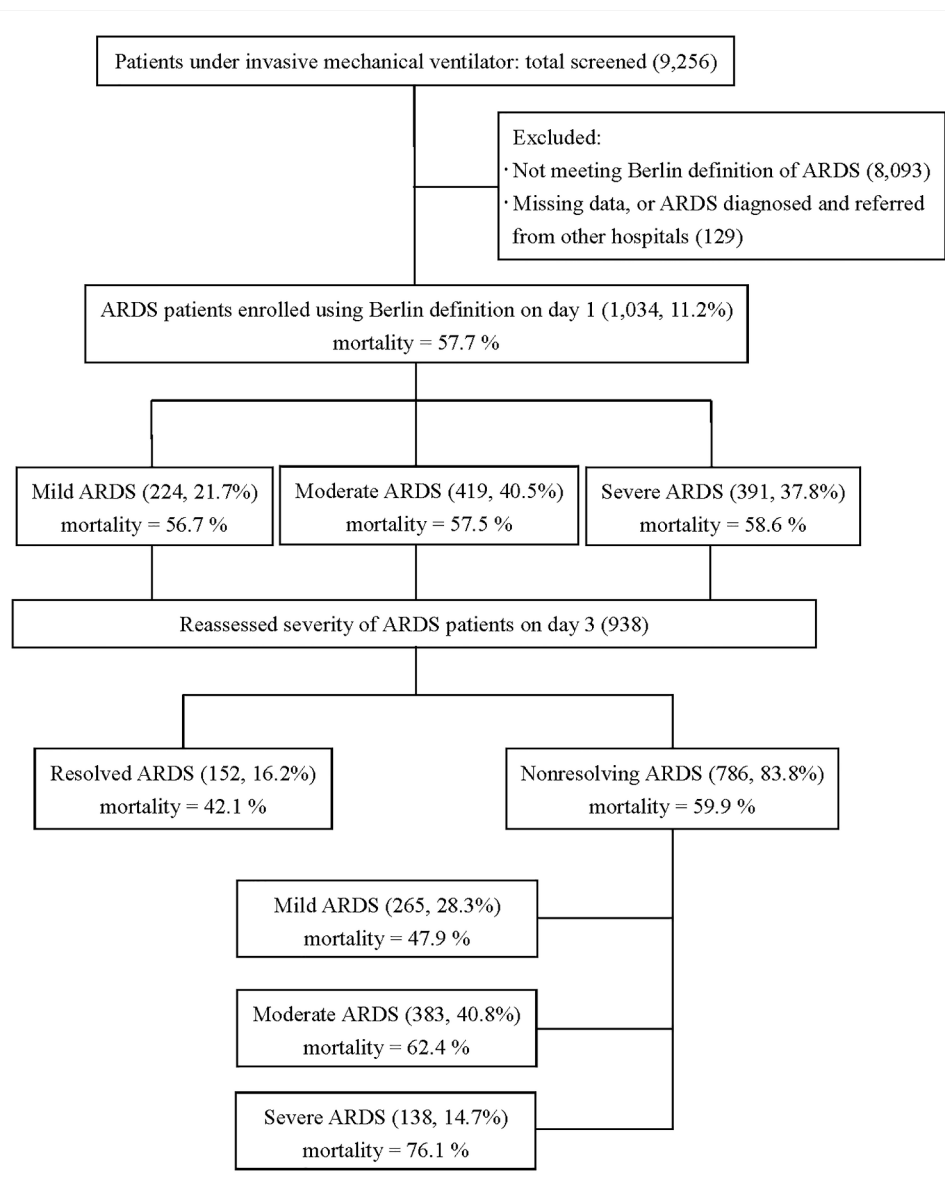 Patients under invasive mechanical ventilator: total screened (9,256)
Excluded:
· Not meeting Berlin definition of ARDS (8,093)
· Missing data, or ARDS diagnosed and referred
from other hospitals (129)
ARDS patients enrolled using Berlin definition on day 1 (1,034, 11.2%)
mortality = 57.7 %
Mild ARDS (224, 21.7%)
mortality = 56.7 %
Moderate ARDS (419, 40.5%)
mortality = 57.5 %
Severe ARDS (391, 37.8%)
mortality = 58.6 %
Reassessed severity of ARDS patients on day 3 (938)
Resolved ARDS (152, 16.2%)
mortality = 42.1 %
Nonresolving ARDS (786, 83.8%)
mortality = 59.9 %
Mild ARDS (265, 28.3%)
mortality = 47.9 %
Moderate ARDS (383, 40.8%)
mortality = 62.4 %
Severe ARDS (138, 14.7%)
mortality = 76.1 %